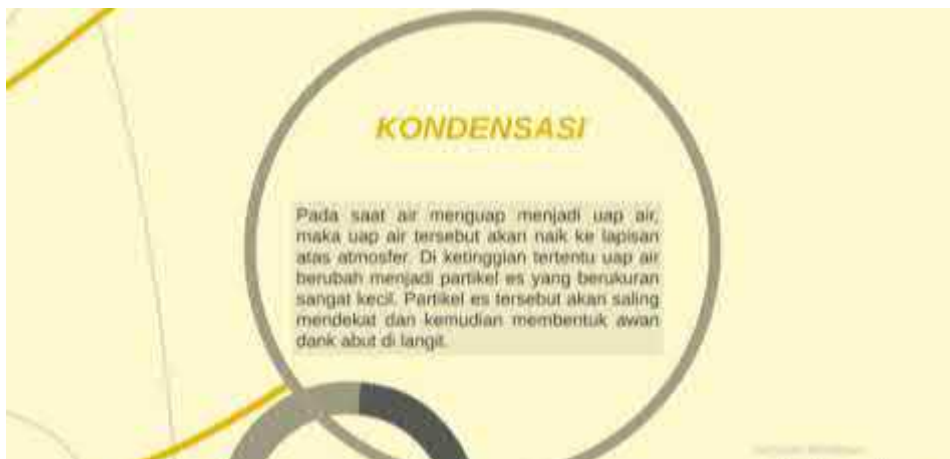 KONDENSASI
Pada saat air menguap menjadi uap air,
maka uap air tersebut akan naik ke lapisan
atas atmosfer. Di ketinggian tertentu uap air
berubah menjadi partikel es yang berukuran
sangat kecil. Partikel es tersebut akan saling
mendekat dan kemudian membentuk awan
dank abut di langit.